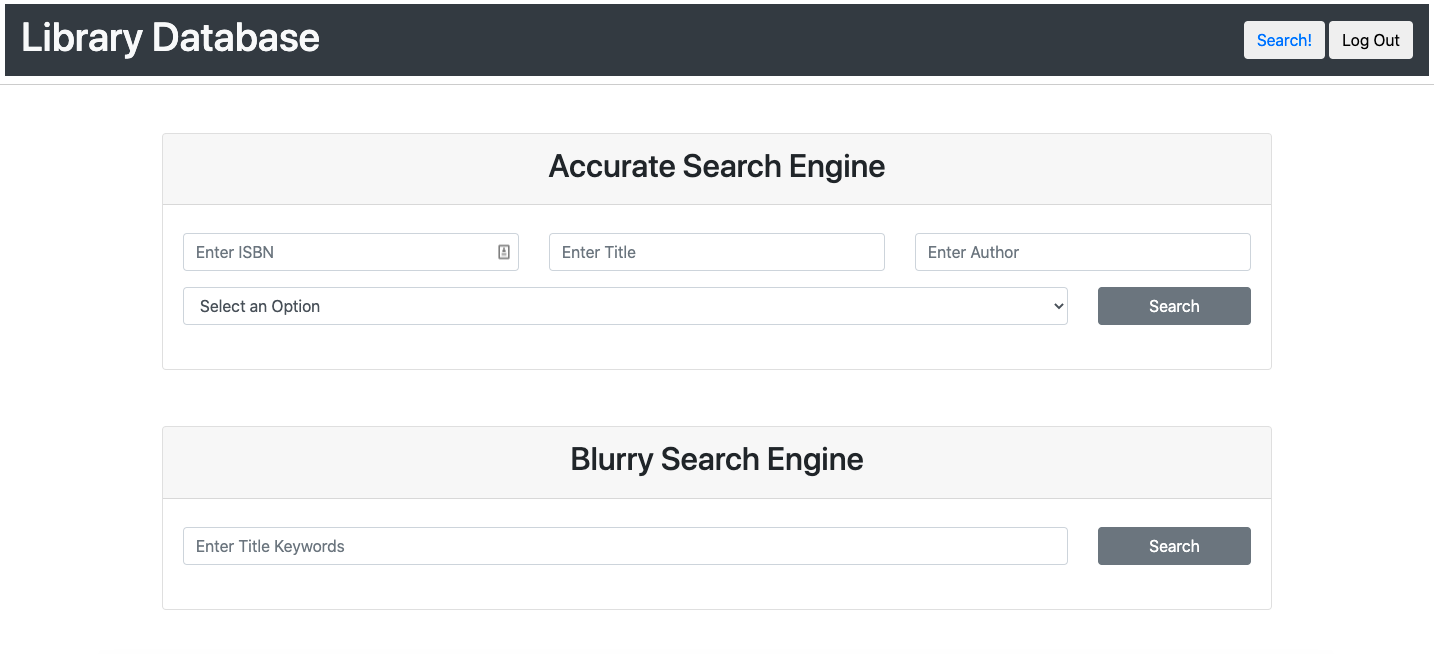 Library Database
Search! Log Out
Accurate Search Engine
Enter ISBN Enter Title Enter Author
Select an Option Search
Blurry Search Engine
Enter Title Keywords Search